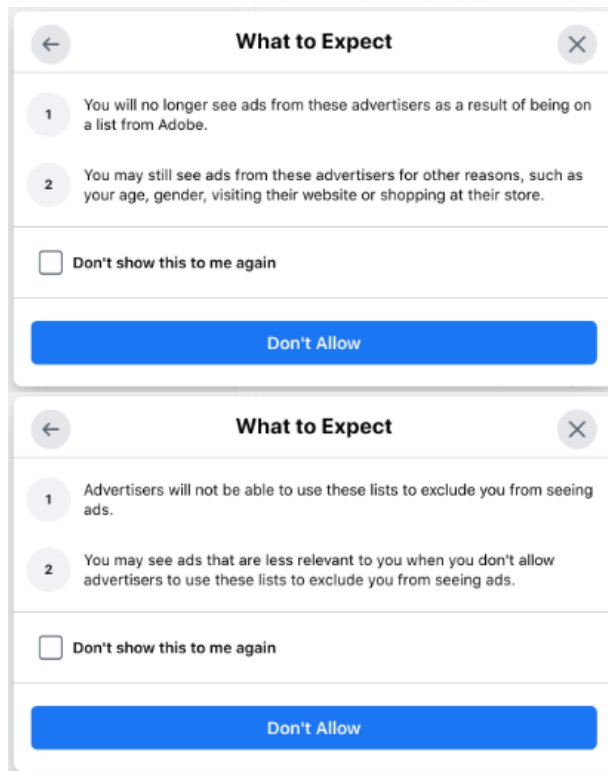 What to Expect
1
You will no longer see ads from these advertisers as a result of being on
a list from Adobe.
2
You may still see ads from these advertisers for other reasons, such as
your age, gender, visiting their website or shopping at their store.
Don't show this to me again
Don't Allow
What to Expect
1
Advertisers will not be able to use these lists to exclude you from seeing
ads.
2
You may see ads that are less relevant to you when you don't allow
advertisers to use these lists to exclude you from seeing ads.
Don't show this to me again
Don't Allow